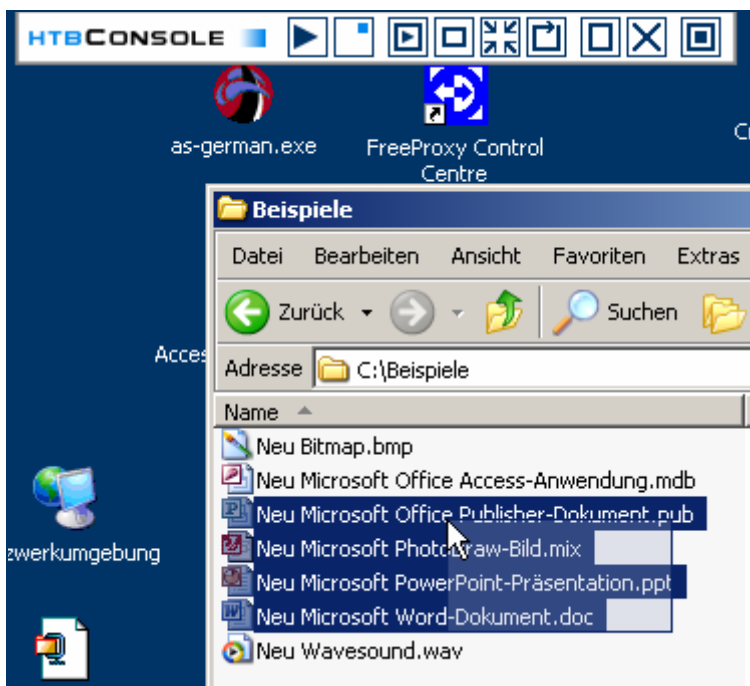 HTBCONSOLE
as-german.exe
FreeProxy Control
Centre
Beispiele
Datei Bearbeiten Ansicht Favoriten Extras
Zurück Suchen
Adresse C:\Beispiele
Name
Neu Bitmap.bmp
Neu Microsoft Office Access-Anwendung.mdb
Neu Microsoft Office Publisher-Dokument.pub
Neu Microsoft PhotoDraw-Bild.mix
Neu Microsoft PowerPoint-Präsentation.ppt
Neu Microsoft Word-Dokument.doc
Neu Wavesound.wav
Acces
zwerkumgebung